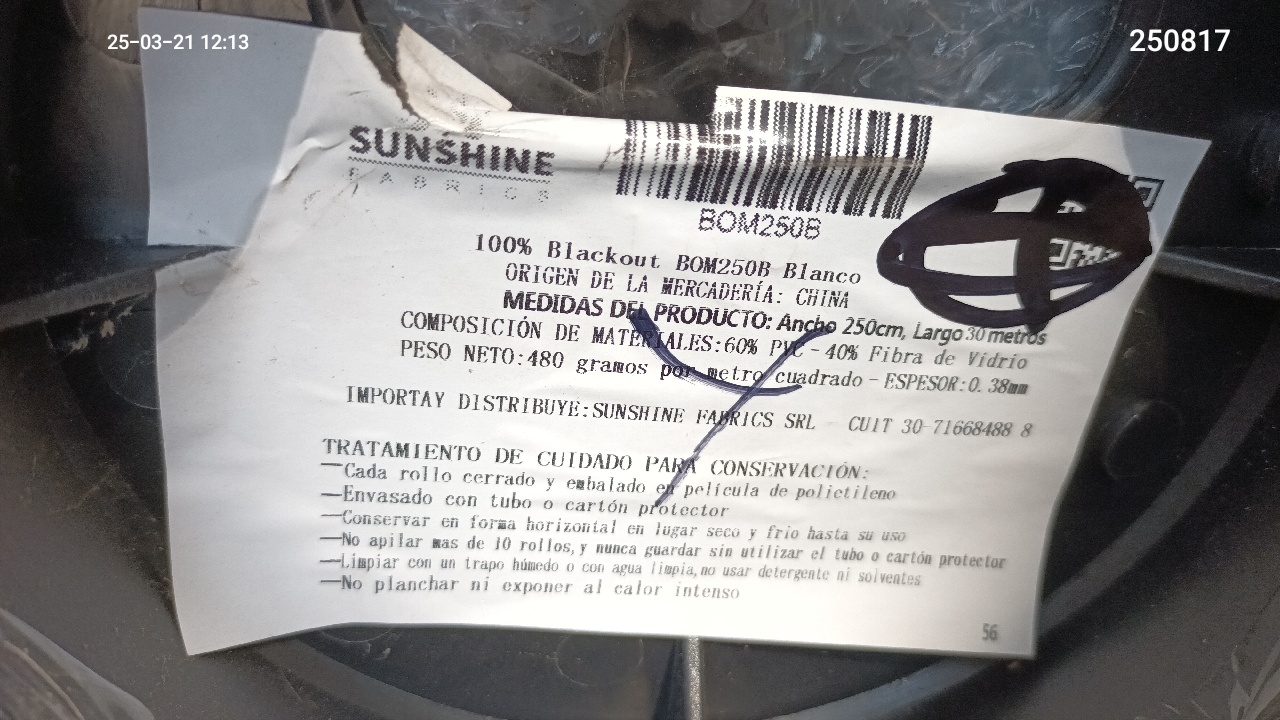 25-03-21 12:13
250817
SUNSHINE
FABRICS
BOM250B
100% Blackout BOM250B Blanco
ORIGEN DE LA MERCADERÍA: CHINA
MEDIDAS DEL PRODUCTO: Ancho 250cm, Largo 30 metros
COMPOSICIÓN DE MATERIALES:60% PVC - 40% Fibra de Vidrio
PESO NETO:480 gramos por metro cuadrado - ESPESOR:0.38mm
IMPORTAY DISTRIBUYE:SUNSHINE FABRICS SRL CUIT 30-71668488 8
TRATAMIENTO DE CUIDADO PARA CONSERVACIÓN:
—Cada rollo cerrado y embalado en película de polietileno
—Envasado con tubo o cartón protector
—Conservar en forma horizontal en lugar seco y frio hasta su uso
—No apilar mas de 10 rollos, y nunca guardar sin utilizar el tubo o cartón protector
—Limpiar con un trapo húmedo o con agua limpia, no usar detergente ni solventes
—No planchar ni exponer al calor intenso
56